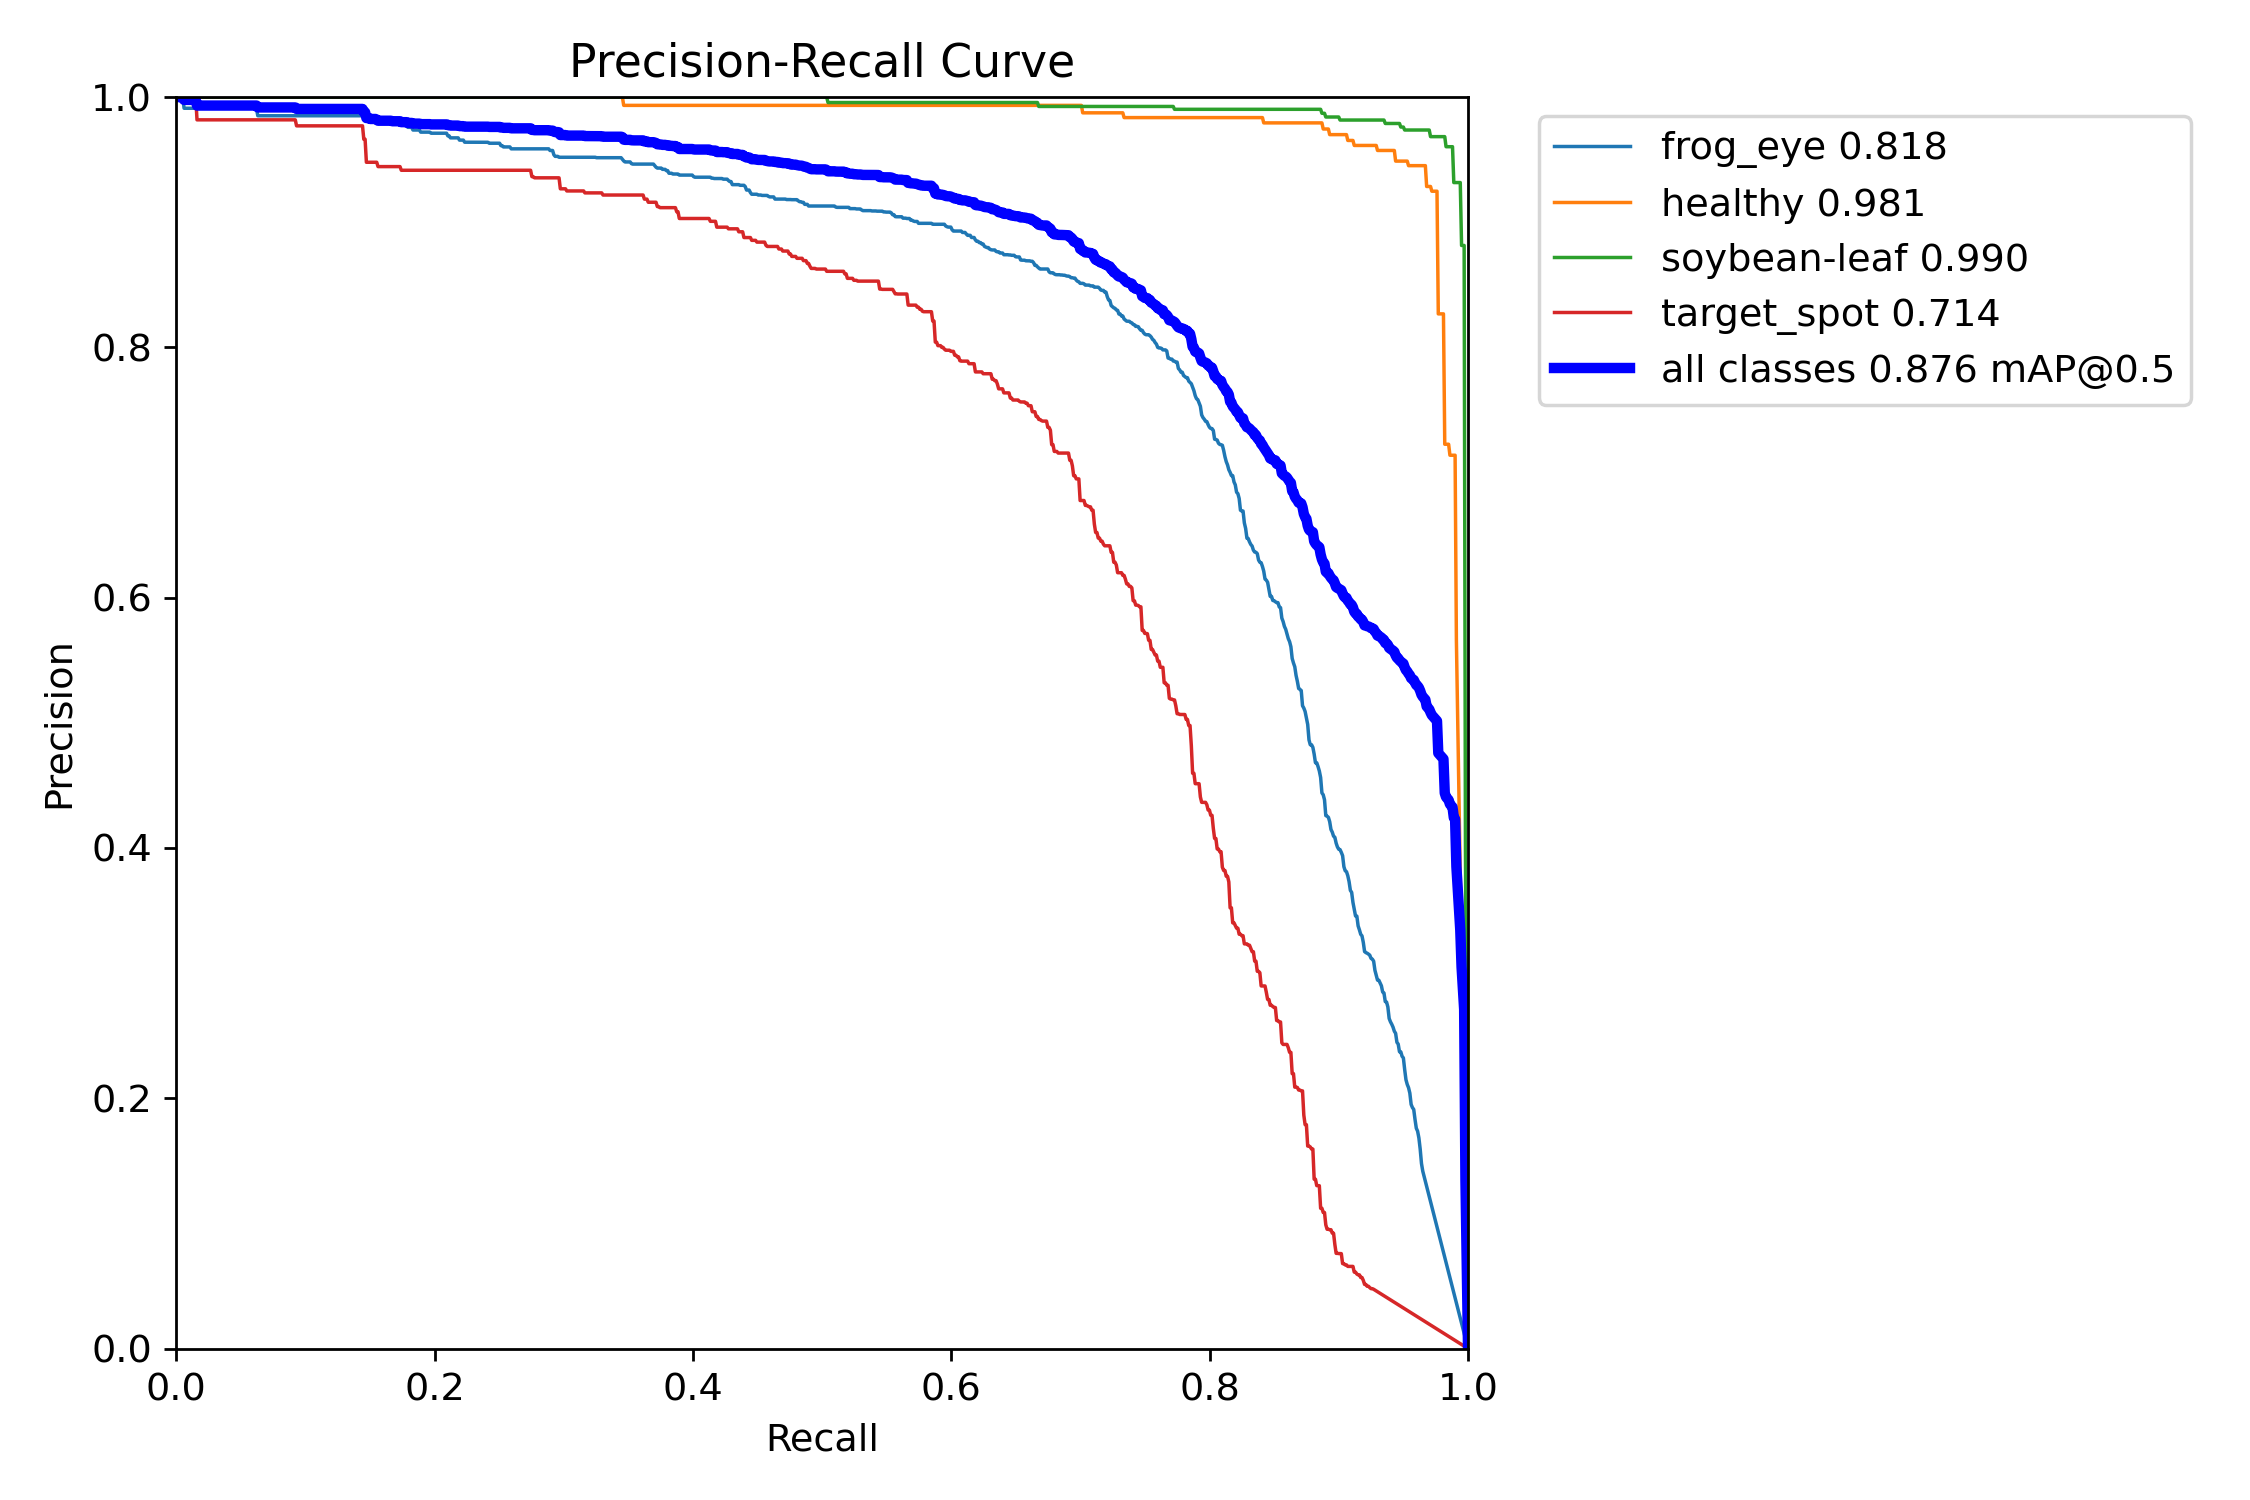 Precision-Recall Curve
1.0
0.8
0.6
0.4
0.2
0.0
Precision
0.0 0.2 0.4 0.6 0.8 1.0
Recall
frog_eye 0.818
healthy 0.981
soybean-leaf 0.990
target_spot 0.714
all classes 0.876 mAP@0.5